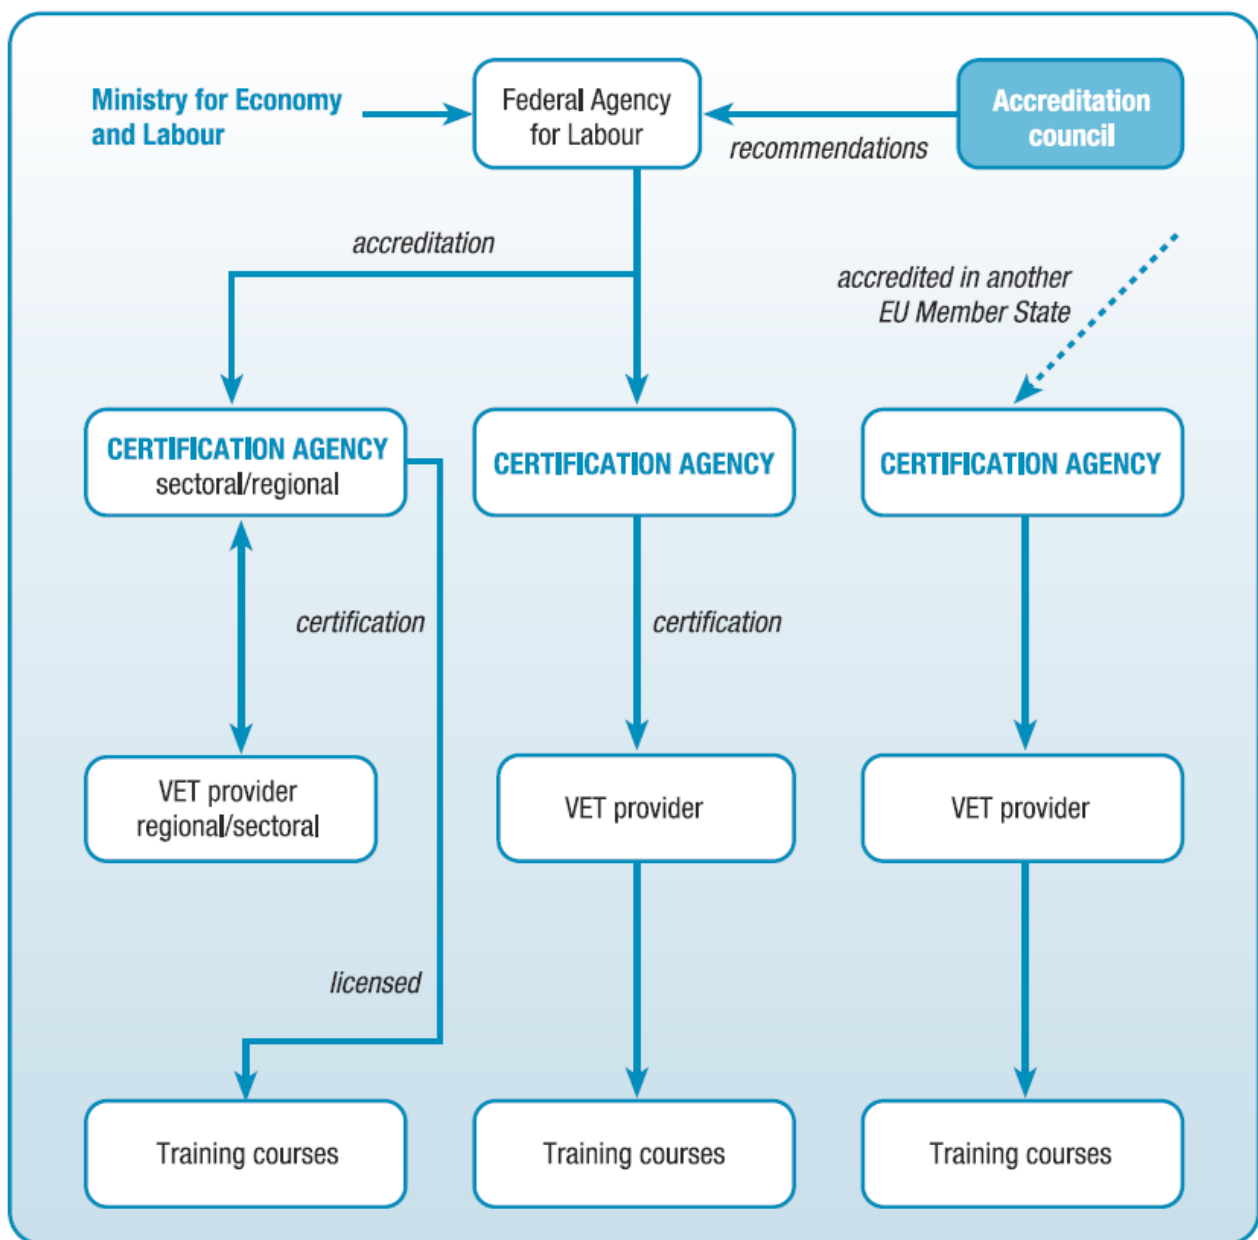 Ministry for Economy
and Labour
Federal Agency
for Labour
Accreditation
council
recommendations
accreditation
accredited in another
EU Member State
CERTIFICATION AGENCY
sectoral/regional
CERTIFICATION AGENCY
CERTIFICATION AGENCY
certification
certification
VET provider
regional/sectoral
VET provider
VET provider
licensed
Training courses
Training courses
Training courses